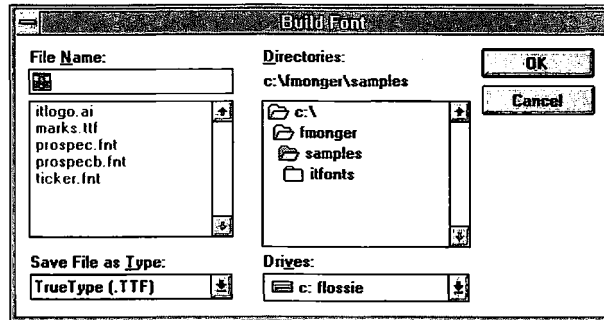 Build Font
File Name:
itlogo.ai
marks.ttf
prospec.fnt
prospecb.fnt
ticker.fnt
Save File as Type:
TrueType (.TTF)
Directories:
c:\fmonger\samples
c:\
fmonger
samples
itfonts
Drives:
c: flossie
OK
Cancel